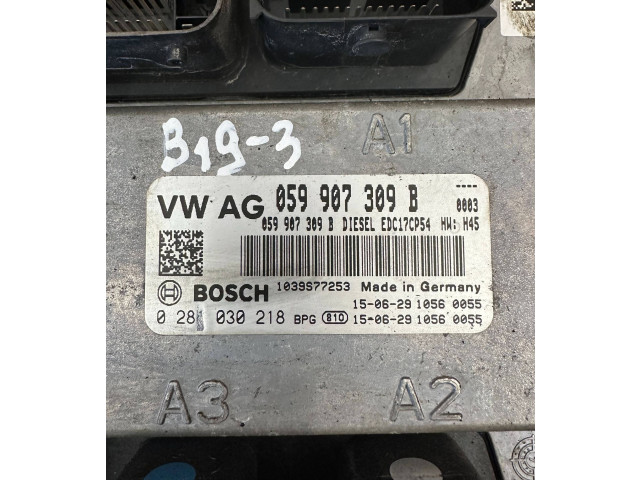 B19-3
A1
VW AG 059 907 309 B ----
059 907 309 B DIESEL EDC17CP54 HW: H45 0003
1039S77253 Made in Germany
BOSCH 15-06-29 1056 0055
0 281 030 218 BPG 810 15-06-29 1056 0055
A3 A2